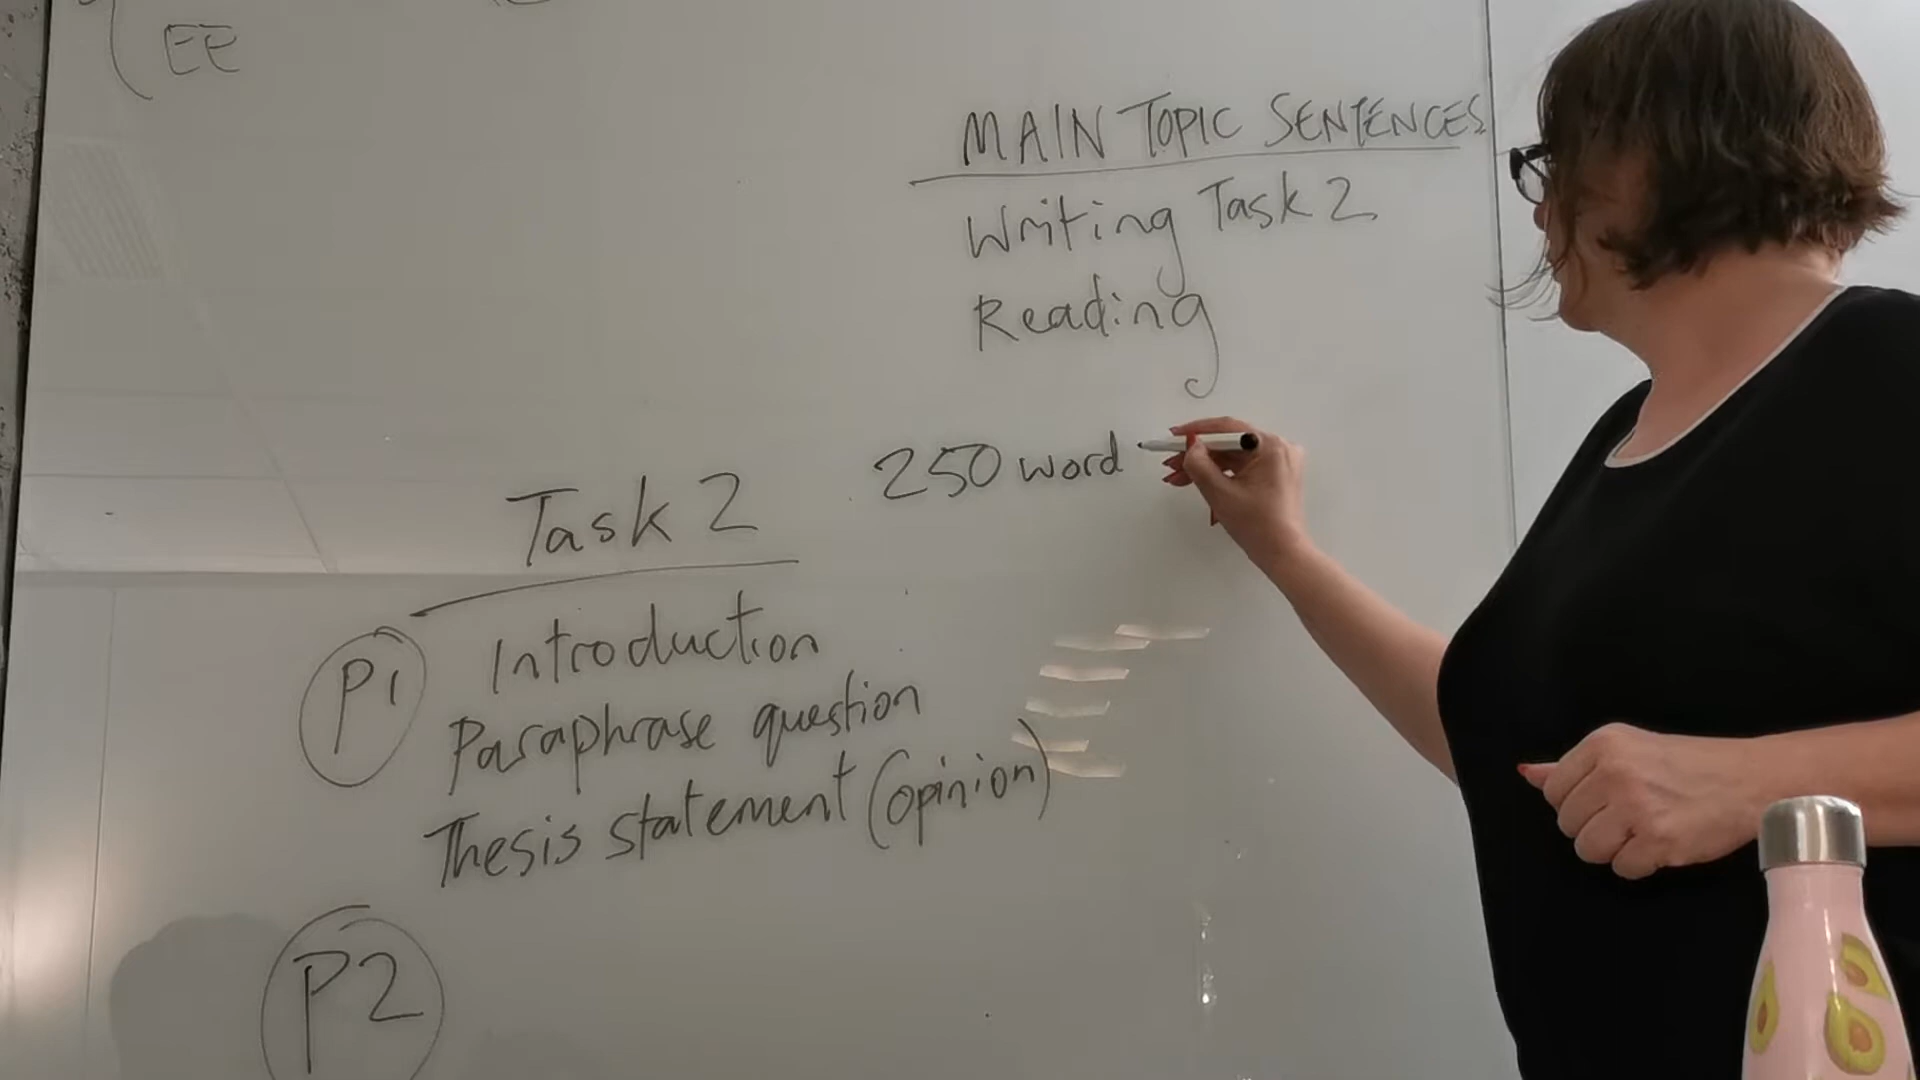 EE
MAIN TOPIC SENTENCES
Writing Task 2
Reading
250 word
Task 2
P1 Introduction
Paraphrase question
Thesis statement (opinion)
P2